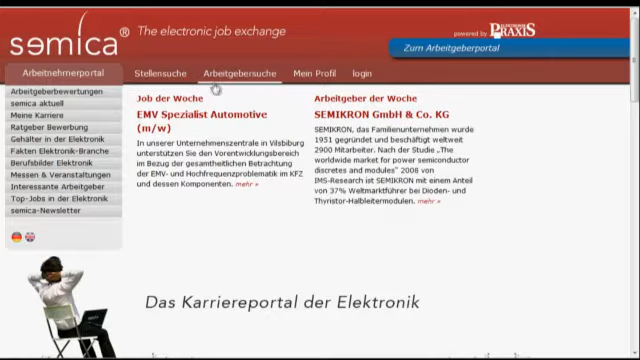 semica®
The electronic job exchange
powered by ELEKTRONIK PRAXIS
Zum Arbeitgeberportal
Arbeitnehmerportal
Stellensuche Arbeitgebersuche Mein Profil login
Arbeitgeberbewertungen
semica aktuell
Meine Karriere
Ratgeber Bewerbung
Gehälter in der Elektronik
Fakten Elektronik-Branche
Berufsbilder Elektronik
Messen & Veranstaltungen
Interessante Arbeitgeber
Top-Jobs in der Elektronik
semica-Newsletter
Job der Woche
EMV Spezialist Automotive
(m/w)
In unserer Unternehmenszentrale in Vilsbiburg
unterstützen Sie den Vorentwicklungsbereich
im Bezug der gesamtheitlichen Betrachtung
der EMV- und Hochfrequenzproblematik im KFZ
und dessen Komponenten. mehr »
Arbeitgeber der Woche
SEMIKRON GmbH & Co. KG
SEMIKRON, das Familienunternehmen wurde
1951 gegründet und beschäftigt weltweit
2900 Mitarbeiter. Nach der Studie „The
worldwide market for power semiconductor
discretes and modules" 2008 von
IMS-Research ist SEMIKRON mit einem Anteil
von 37% Weltmarktführer bei Dioden- und
Thyristor-Halbleitermodulen. mehr »
Das Karriereportal der Elektronik